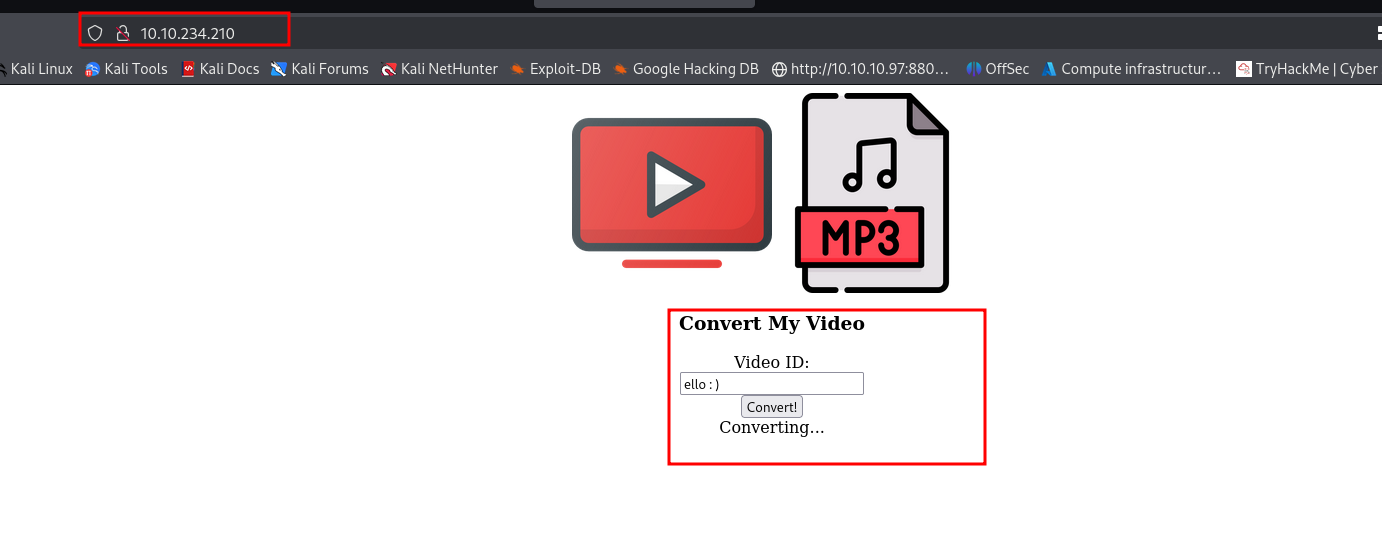 10.10.234.210
Kali Linux Kali Tools Kali Docs Kali Forums Kali NetHunter Exploit-DB Google Hacking DB http://10.10.10.97:880… OffSec Compute infrastructur… TryHackMe | Cyber
MP3
Convert My Video
Video ID:
ello : )
Convert!
Converting...